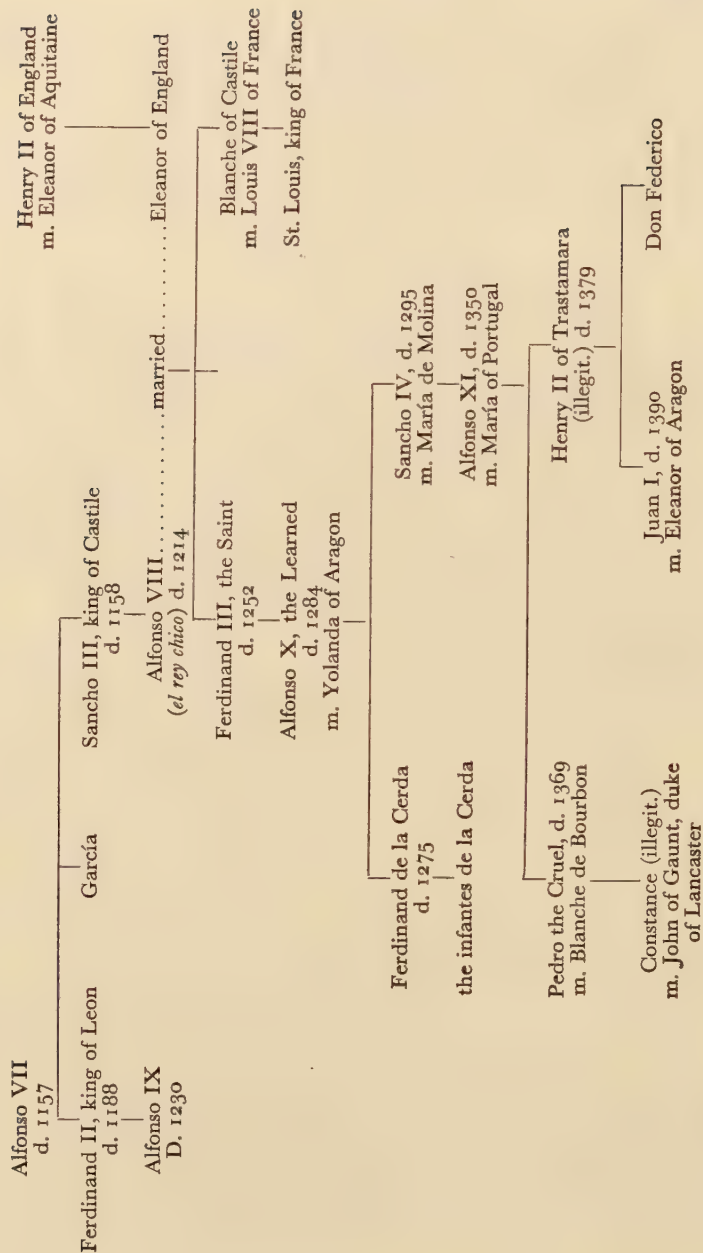 Alfonso VII
d. 1157
Henry II of England
m. Eleanor of Aquitaine
Ferdinand II, king of Leon
d. 1188
García
Sancho III, king of Castile
d. 1158
Alfonso IX
D. 1230
Alfonso VIII....................married....................Eleanor of England
(el rey chico) d. 1214
Ferdinand III, the Saint
d. 1252
Blanche of Castile
m. Louis VIII of France
Alfonso X, the Learned
d. 1284
m. Yolanda of Aragon
St. Louis, king of France
Ferdinand de la Cerda
d. 1275
Sancho IV, d. 1295
m. María de Molina
the infantes de la Cerda
Alfonso XI, d. 1350
m. María of Portugal
Pedro the Cruel, d. 1369
m. Blanche de Bourbon
Henry II of Trastamara
(illegit.) d. 1379
Constance (illegit.)
m. John of Gaunt, duke
of Lancaster
Juan I, d. 1390
m. Eleanor of Aragon
Don Federico